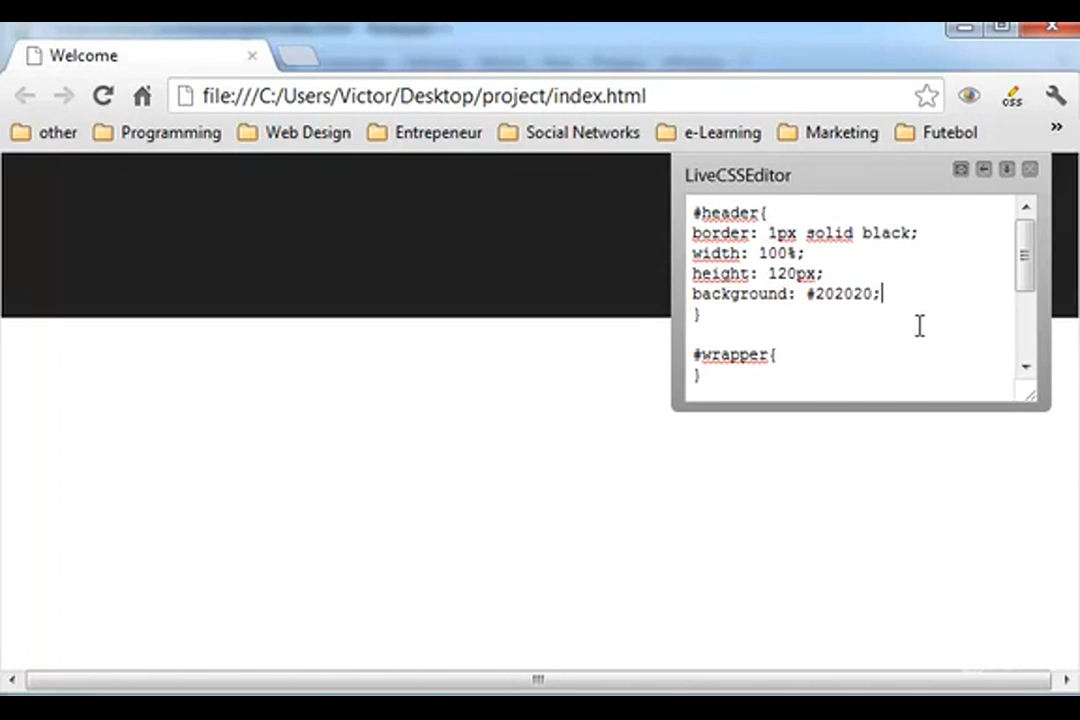 Welcome
file:///C:/Users/Victor/Desktop/project/index.html
css
other
Programming
Web Design
Entrepeneur
Social Networks
e-Learning
Marketing
Futebol
»
LiveCSSEditor
#header{
border: 1px solid black;
width: 100%;
height: 120px;
background: #202020;
}
#wrapper{
}